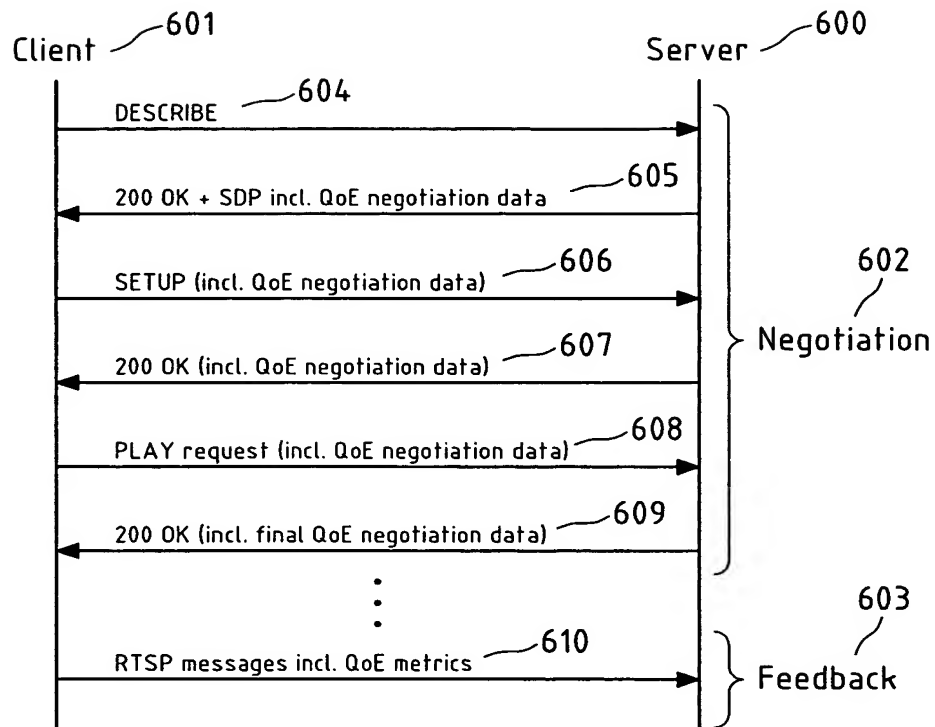 601
Client
600
Server
604
DESCRIBE
605
200 OK + SDP incl. QoE negotiation data
606
SETUP (incl. QoE negotiation data)
602
Negotiation
607
200 OK (incl. QoE negotiation data)
608
PLAY request (incl. QoE negotiation data)
609
200 OK (incl. final QoE negotiation data)
603
Feedback
610
RTSP messages incl. QoE metrics